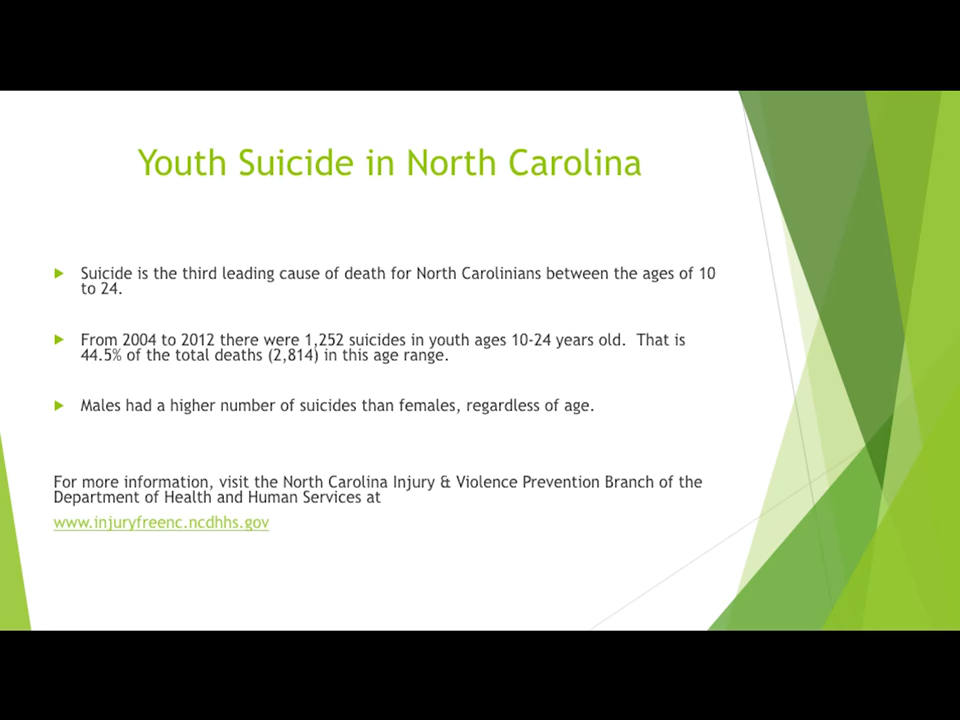 Youth Suicide in North Carolina
Suicide is the third leading cause of death for North Carolinians between the ages of 10
to 24.
From 2004 to 2012 there were 1,252 suicides in youth ages 10-24 years old.  That is
44.5% of the total deaths (2,814) in this age range.
Males had a higher number of suicides than females, regardless of age.
For more information, visit the North Carolina Injury & Violence Prevention Branch of the
Department of Health and Human Services at
www.injuryfreenc.ncdhhs.gov